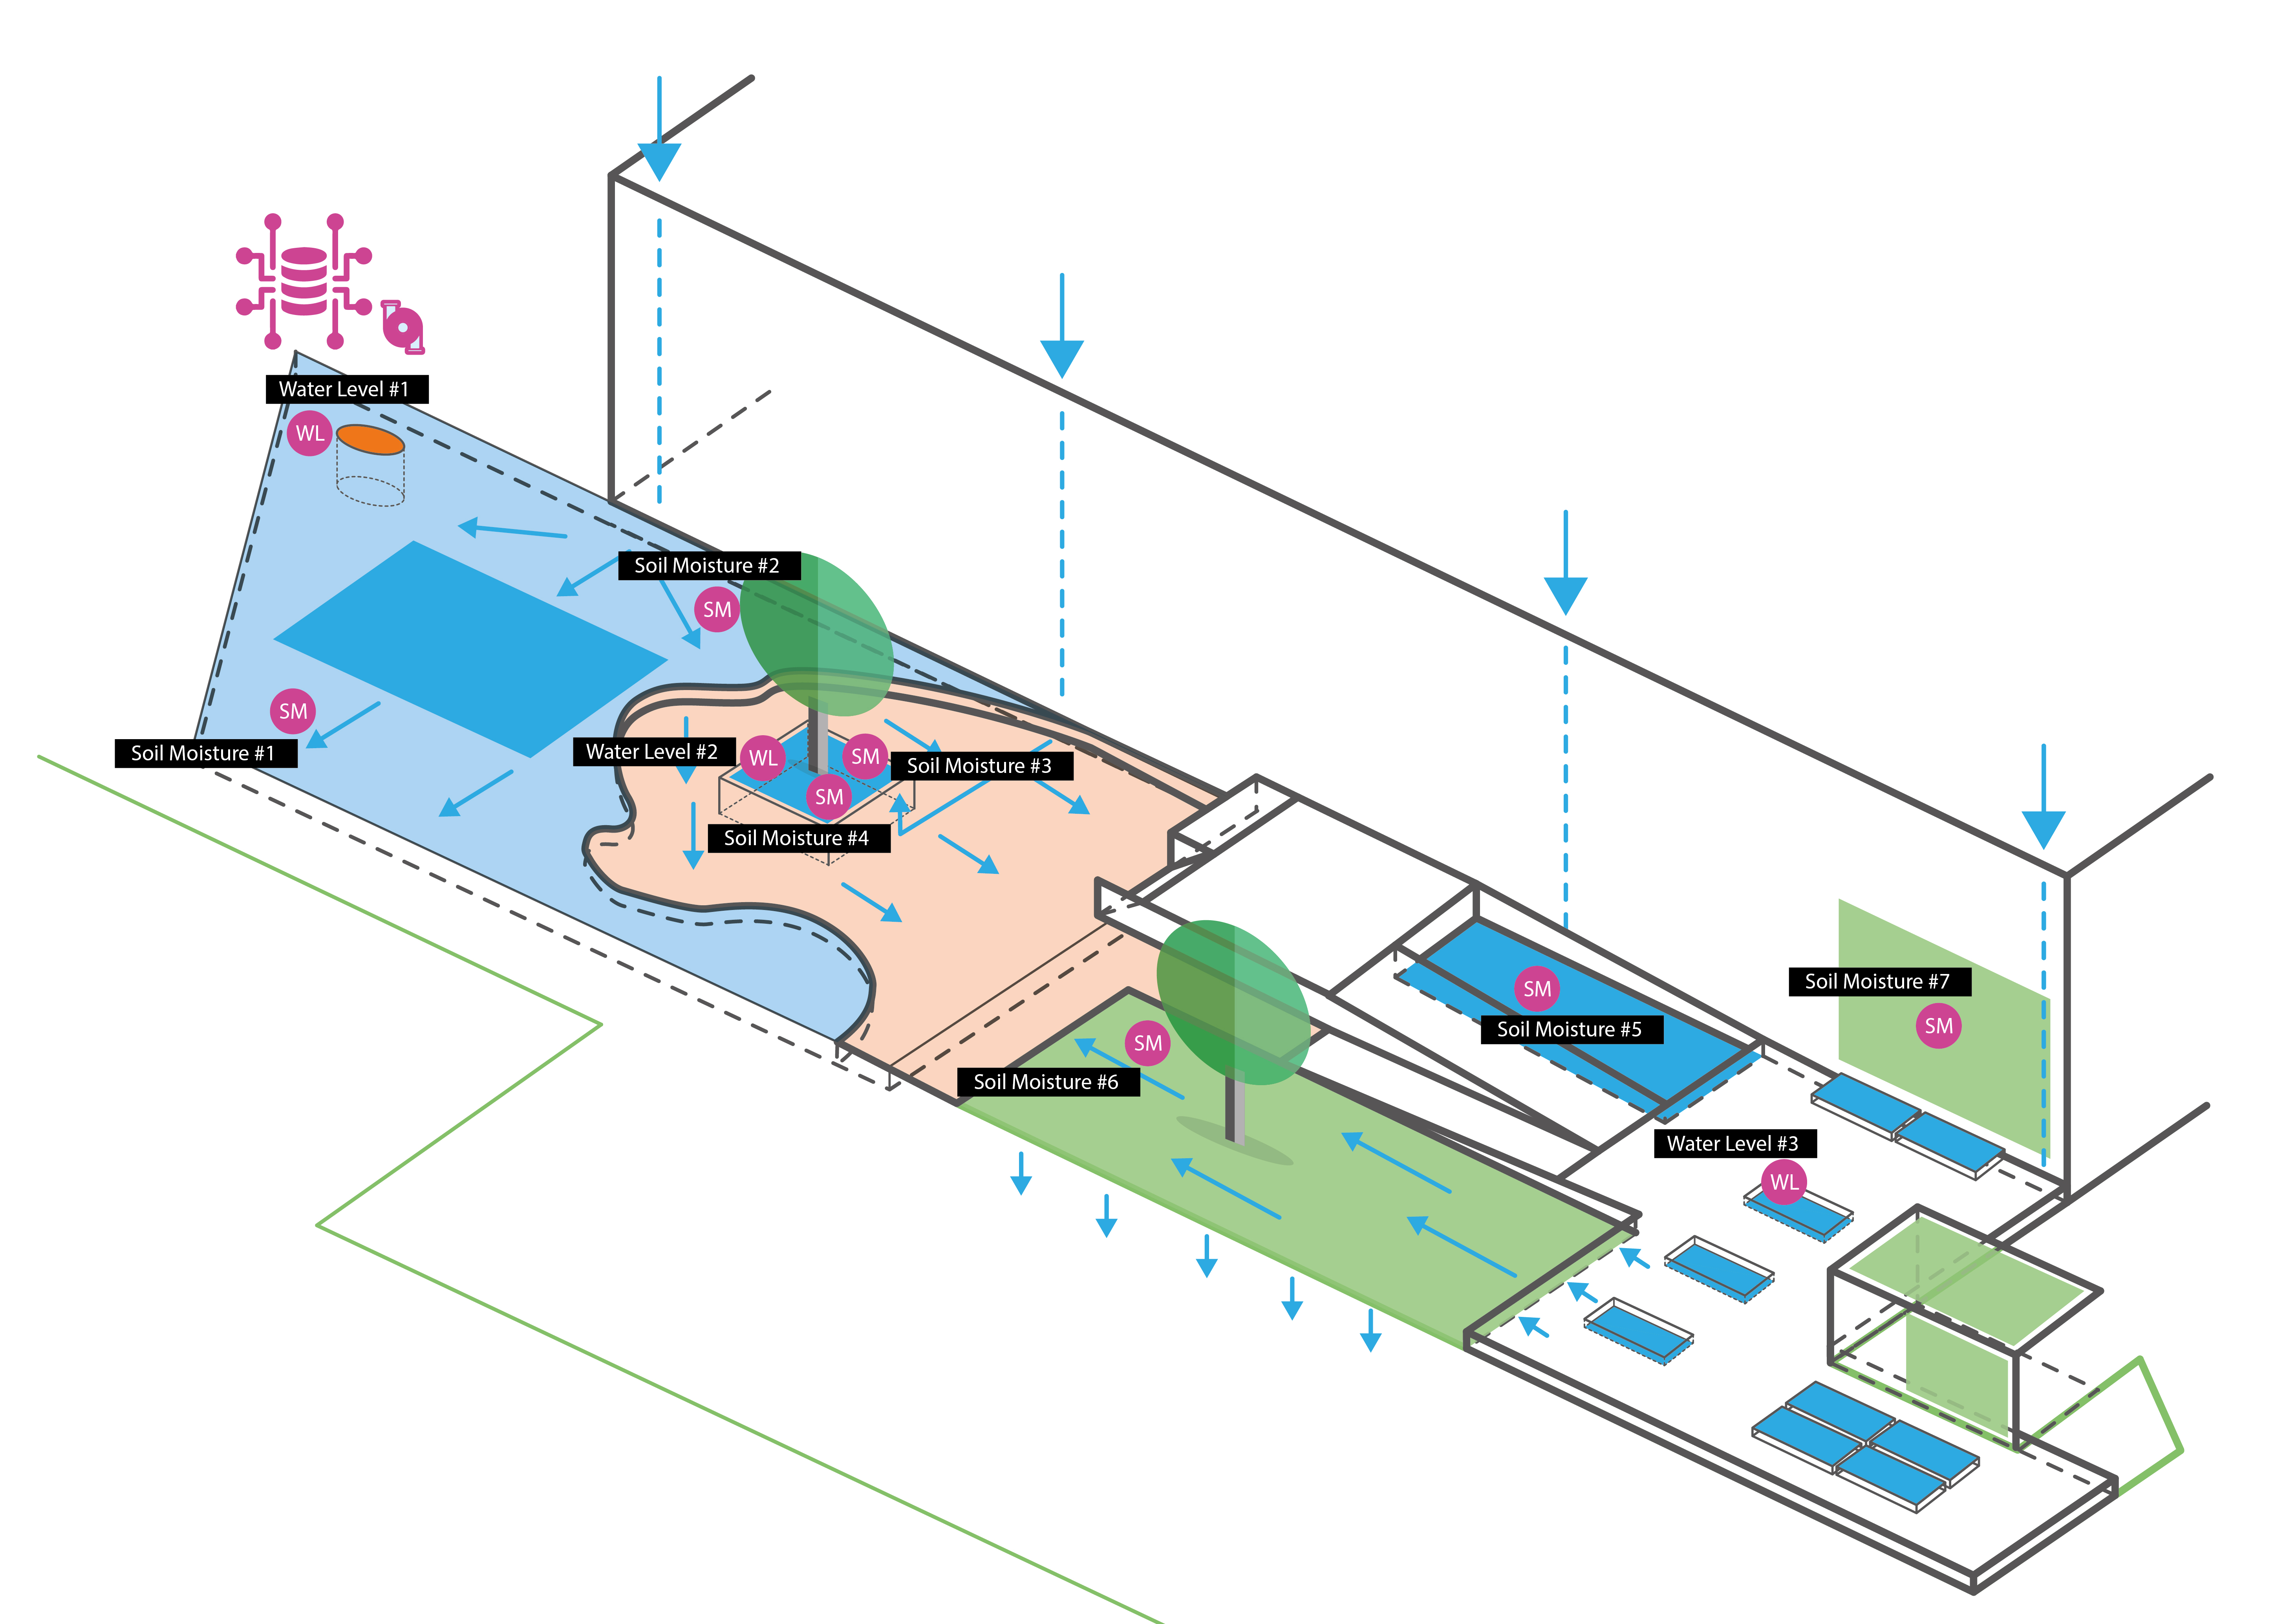 Water Level #1
WL
Soil Moisture #2
SM
SM
Soil Moisture #1
Water Level #2
WL
SM
Soil Moisture #3
SM
Soil Moisture #4
SM
Soil Moisture #5
Soil Moisture #7
SM
SM
Soil Moisture #6
Water Level #3
WL